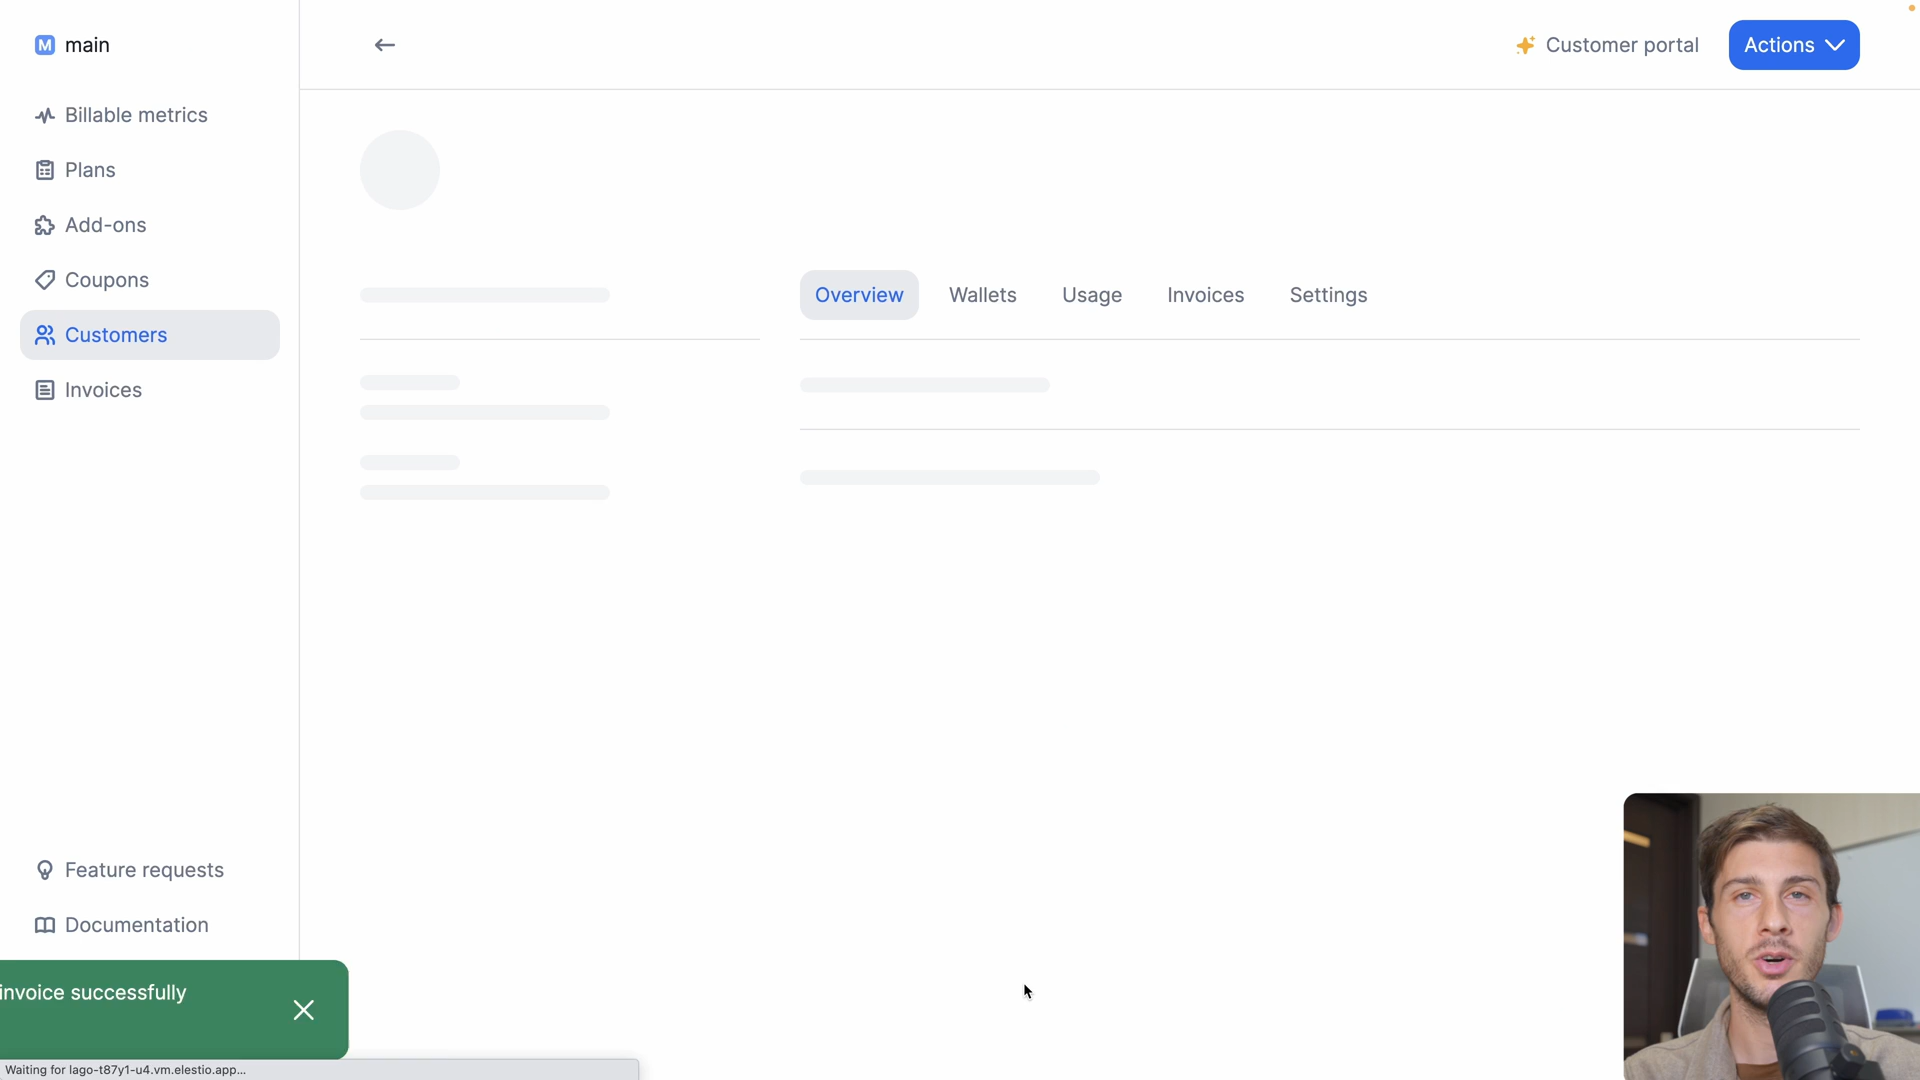 M main
Customer portal
Actions
Billable metrics
Plans
Add-ons
Coupons
Customers
Invoices
Overview
Wallets
Usage
Invoices
Settings
Feature requests
Documentation
invoice successfully
Waiting for lago-t87y1-u4.vm.elestio.app...